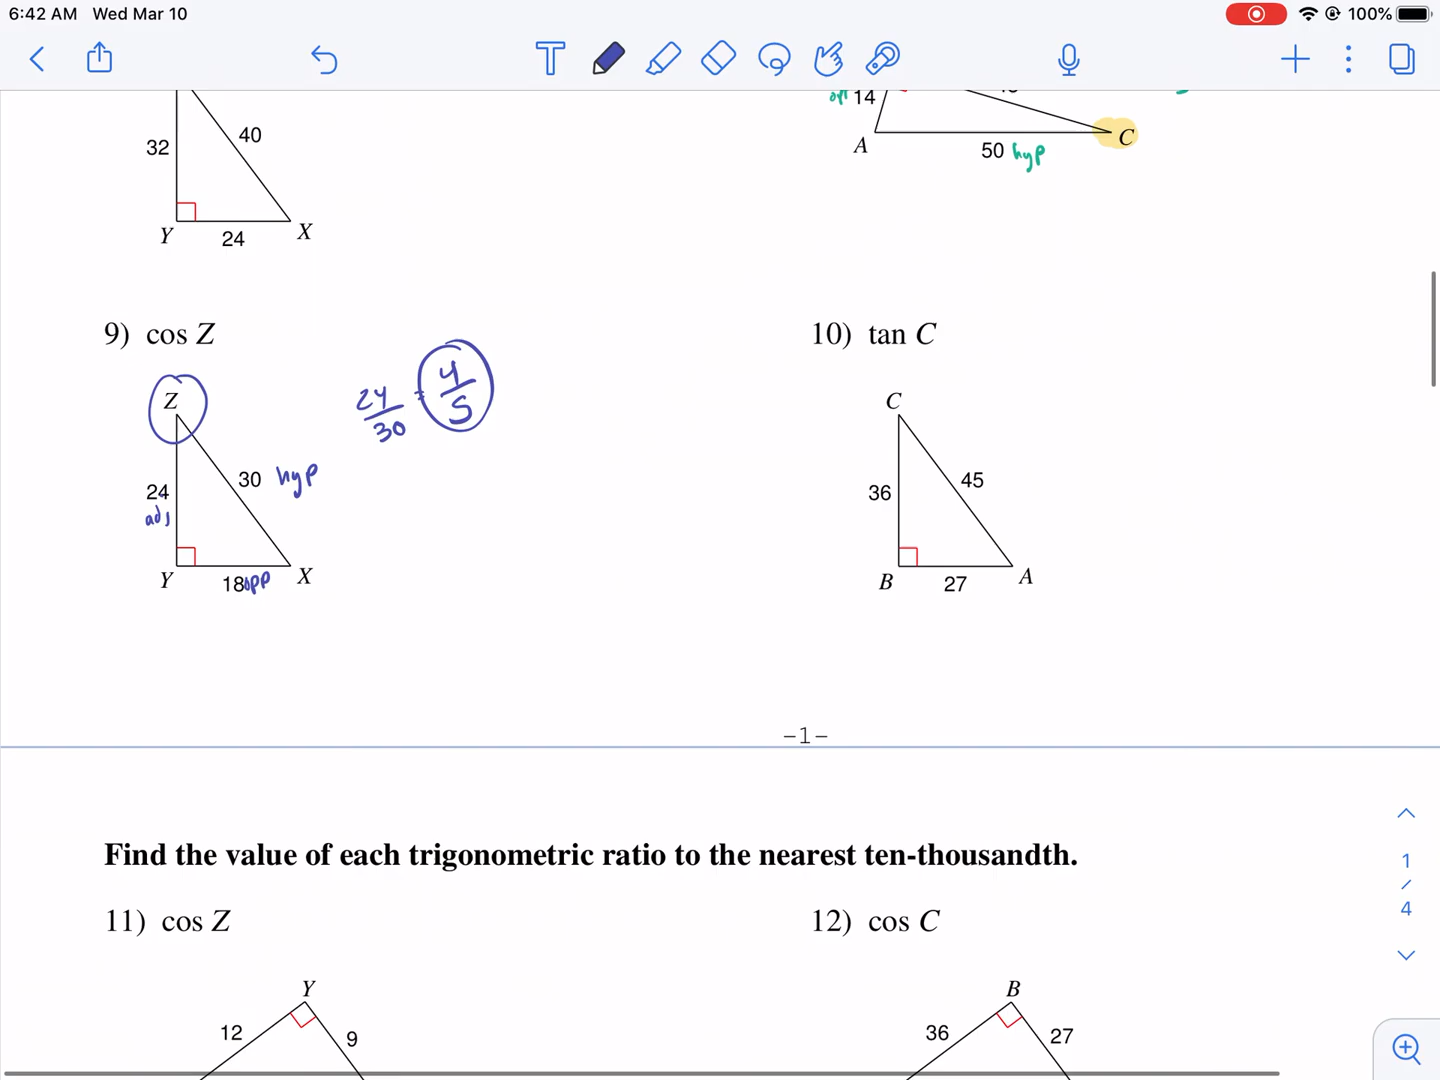 6:42 AM Wed Mar 10
100%
T
opp 14
A
50 hyp
C
32
40
Y
24
X
9) cos Z
Z
24
adj
30 hyp
Y
18 opp
X
24/30 = 4/5
10) tan C
C
36
45
B
27
A
-1-
Find the value of each trigonometric ratio to the nearest ten-thousandth.
11) cos Z
Y
12
9
12) cos C
B
36
27
1
/
4